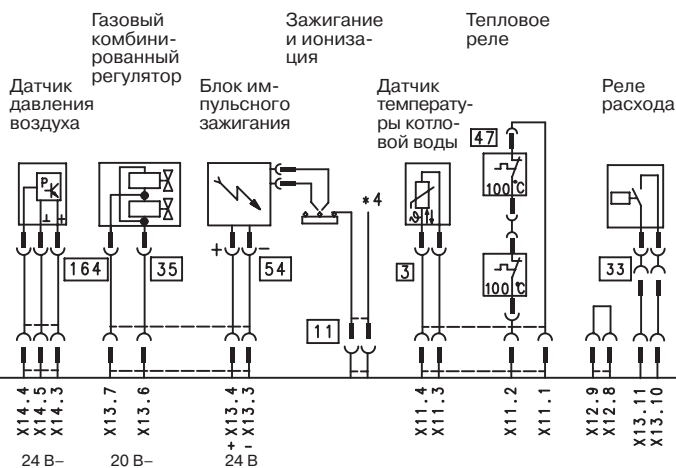 Газовый
комбини-
рованный
регулятор
Зажигание
и иониза-
ция
Тепловое
реле
Датчик
давления
воздуха
Блок им-
пульсного
зажигания
Датчик
температу-
ры котло-
вой воды
Реле
расхода
47
P
100°C
*4
ϑ
⊥ +
+ −
164
35
54
3
100°C
33
11
X14.4
X14.5
X14.3
X13.7
X13.6
+ X13.4
- X13.3
X11.4
X11.3
X11.2
X11.1
X12.9
X12.8
X13.11
X13.10
24 В–
20 В–
24 В